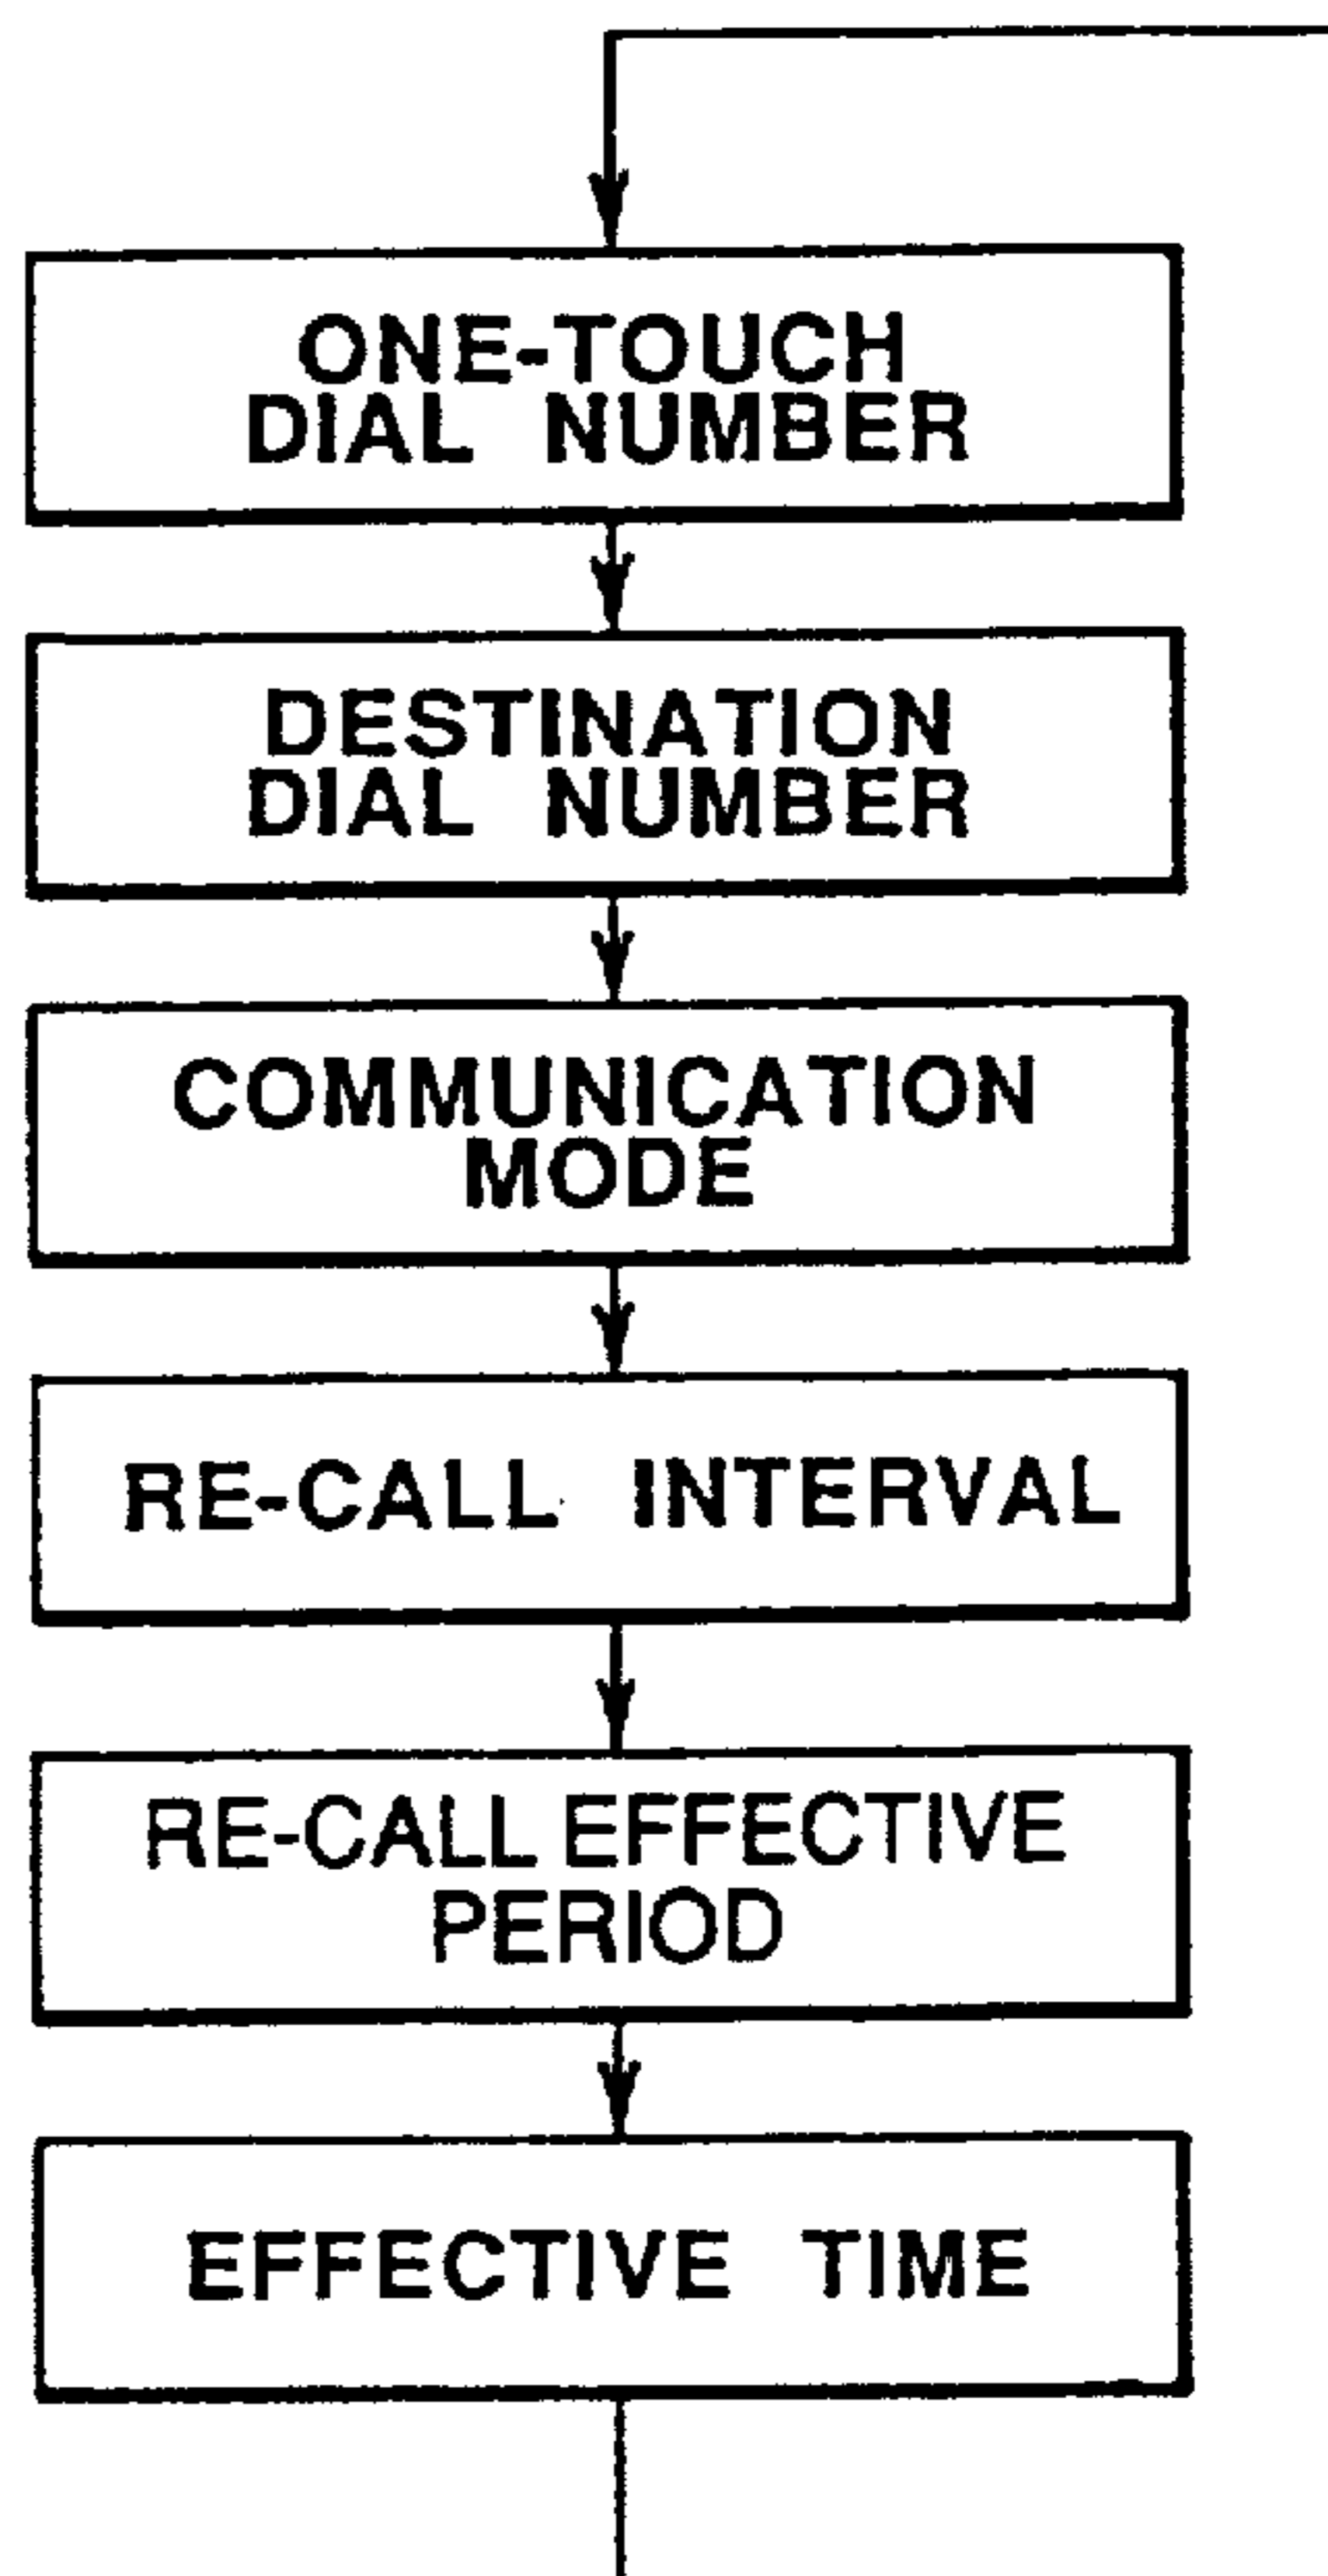 ONE-TOUCH
DIAL NUMBER
DESTINATION
DIAL NUMBER
COMMUNICATION
MODE
RE-CALL INTERVAL
RE-CALL EFFECTIVE
PERIOD
EFFECTIVE TIME